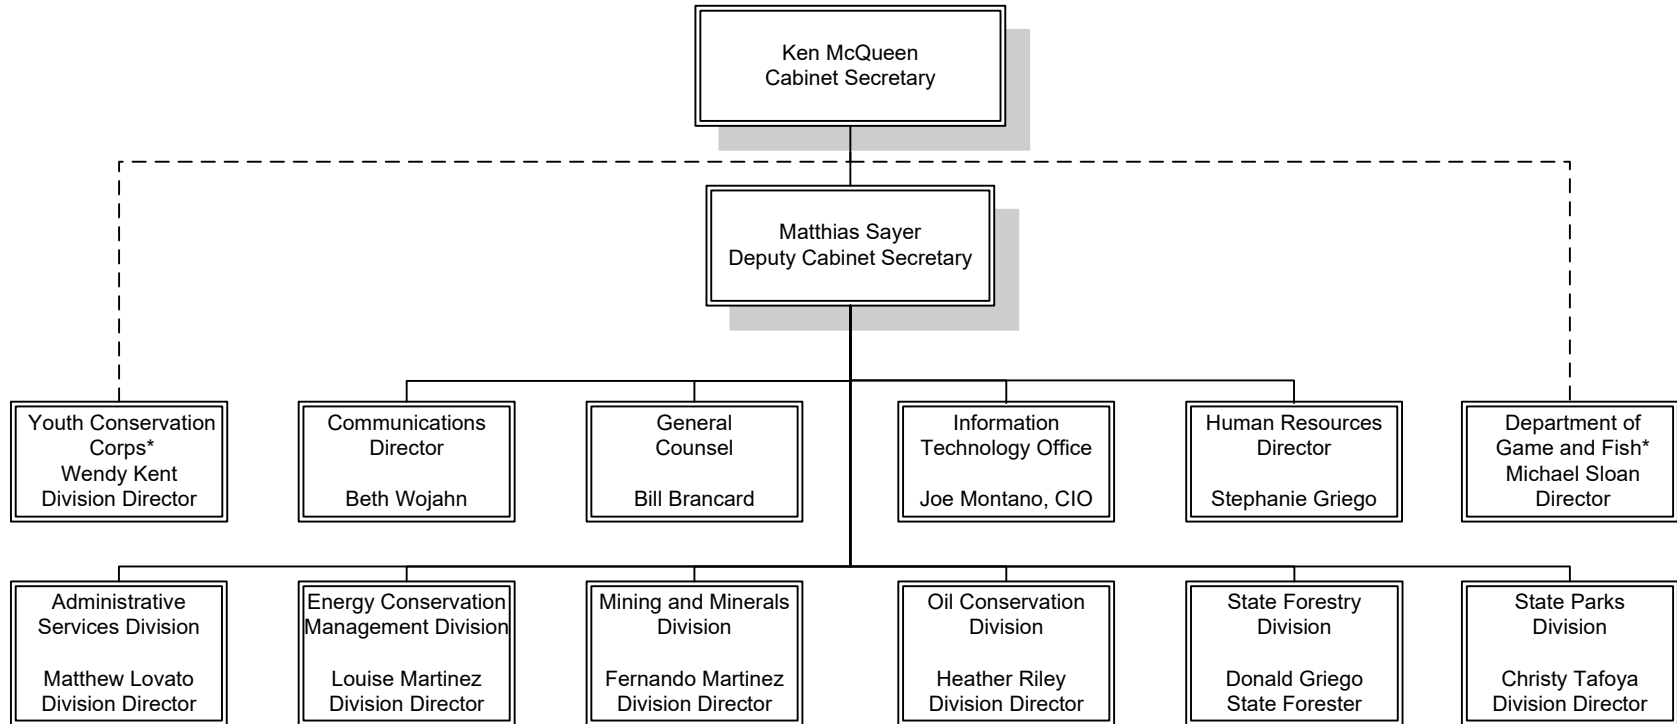 Ken McQueen
Cabinet Secretary
Matthias Sayer
Deputy Cabinet Secretary
Youth Conservation
Corps*
Wendy Kent
Division Director
Communications
Director
Beth Wojahn
General
Counsel
Bill Brancard
Information
Technology Office
Joe Montano, CIO
Human Resources
Director
Stephanie Griego
Department of
Game and Fish*
Michael Sloan
Director
Administrative
Services Division
Matthew Lovato
Division Director
Energy Conservation
Management Division
Louise Martinez
Division Director
Mining and Minerals
Division
Fernando Martinez
Division Director
Oil Conservation
Division
Heather Riley
Division Director
State Forestry
Division
Donald Griego
State Forester
State Parks
Division
Christy Tafoya
Division Director